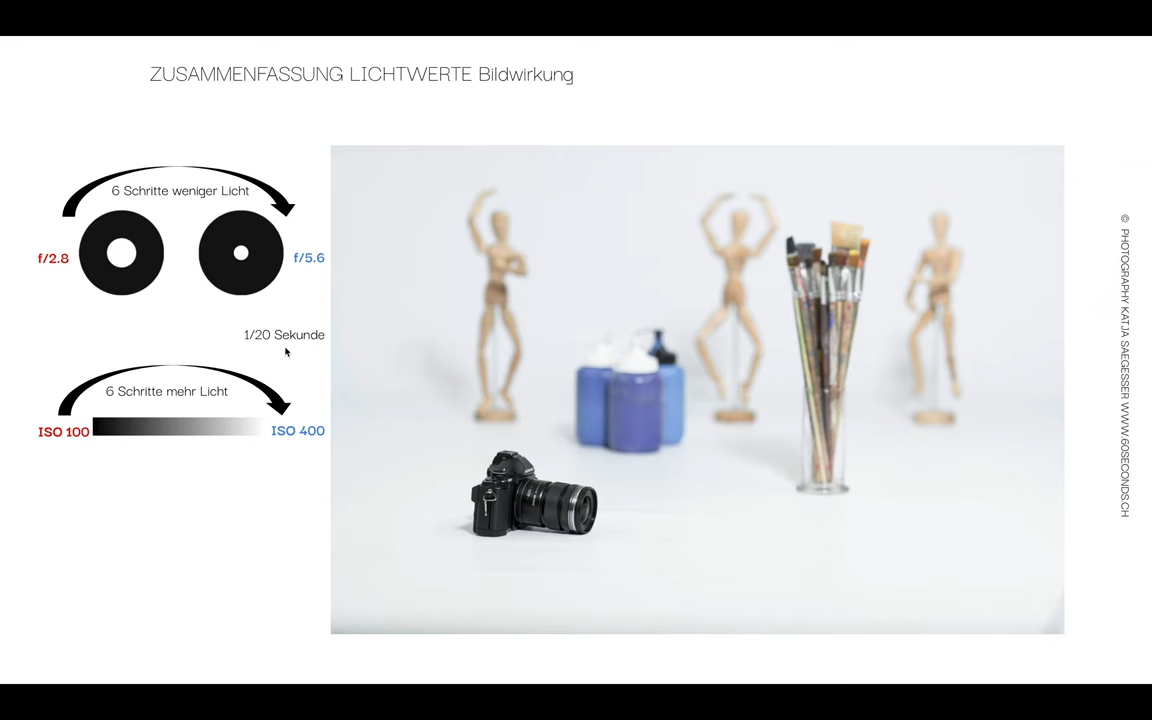 ZUSAMMENFASSUNG LICHTWERTE Bildwirkung
6 Schritte weniger Licht
f/2.8
f/5.6
1/20 Sekunde
6 Schritte mehr Licht
ISO 100
ISO 400
© PHOTOGRAPHY KATJA SAEGESSER WWW.60SECONDS.CH